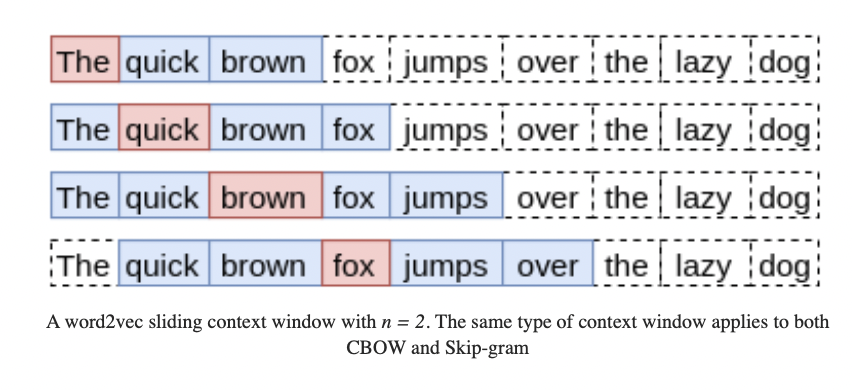 The quick brown fox jumps over the lazy dog
The quick brown fox jumps over the lazy dog
The quick brown fox jumps over the lazy dog
The quick brown fox jumps over the lazy dog
A word2vec sliding context window with n = 2. The same type of context window applies to both
CBOW and Skip-gram